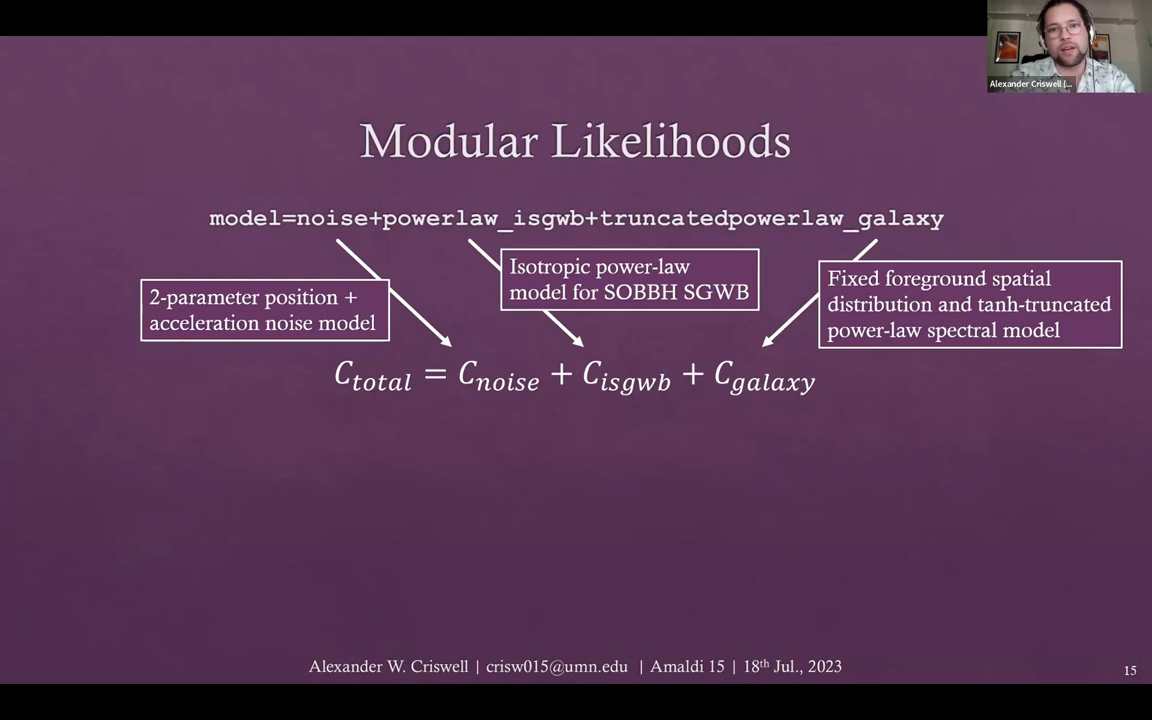 Alexander Criswell (...
Modular Likelihoods
model=noise+powerlaw_isgwb+truncatedpowerlaw_galaxy
2-parameter position +
acceleration noise model
Isotropic power-law
model for SOBBH SGWB
Fixed foreground spatial
distribution and tanh-truncated
power-law spectral model
C_total = C_noise + C_isgwb + C_galaxy
Alexander W. Criswell | crisw015@umn.edu | Amaldi 15 | 18th Jul., 2023
15